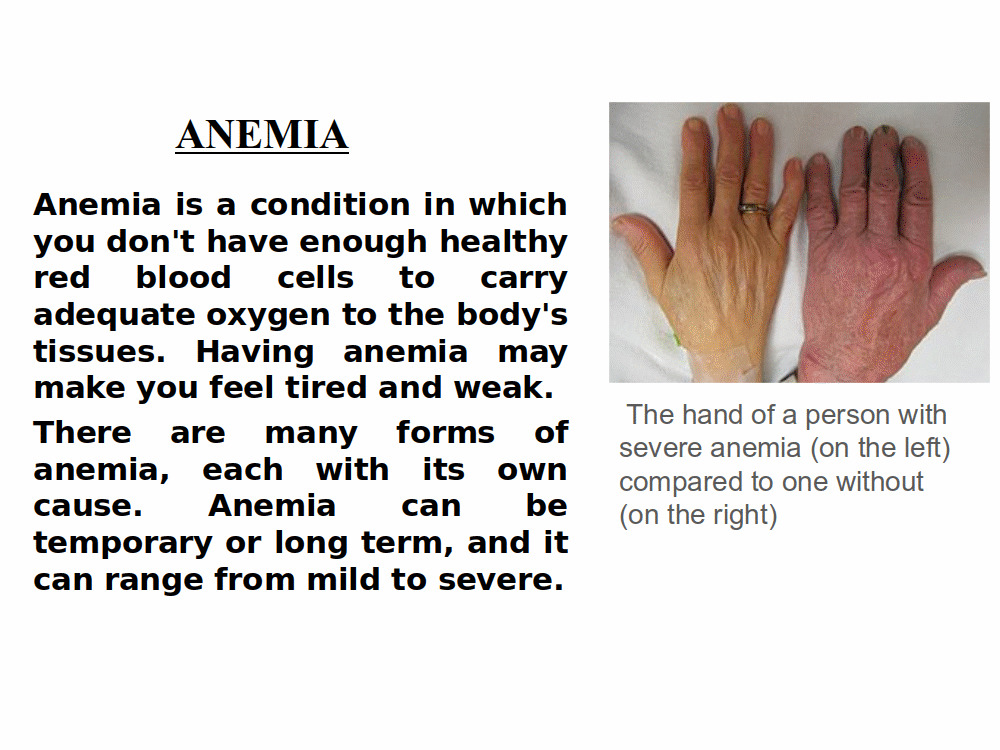 ANEMIA
Anemia is a condition in which
you don't have enough healthy
red blood cells to carry
adequate oxygen to the body's
tissues. Having anemia may
make you feel tired and weak.
There are many forms of
anemia, each with its own
cause. Anemia can be
temporary or long term, and it
can range from mild to severe.
The hand of a person with
severe anemia (on the left)
compared to one without
(on the right)